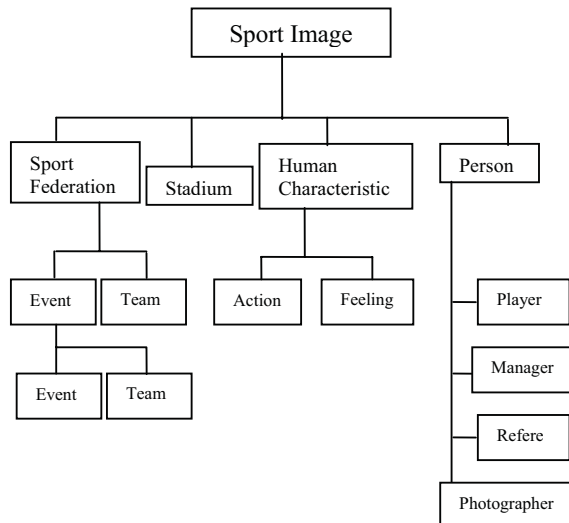 Sport Image
Sport
Federation
Stadium
Human
Characteristic
Person
Event
Team
Action
Feeling
Player
Event
Team
Manager
Refere
Photographer